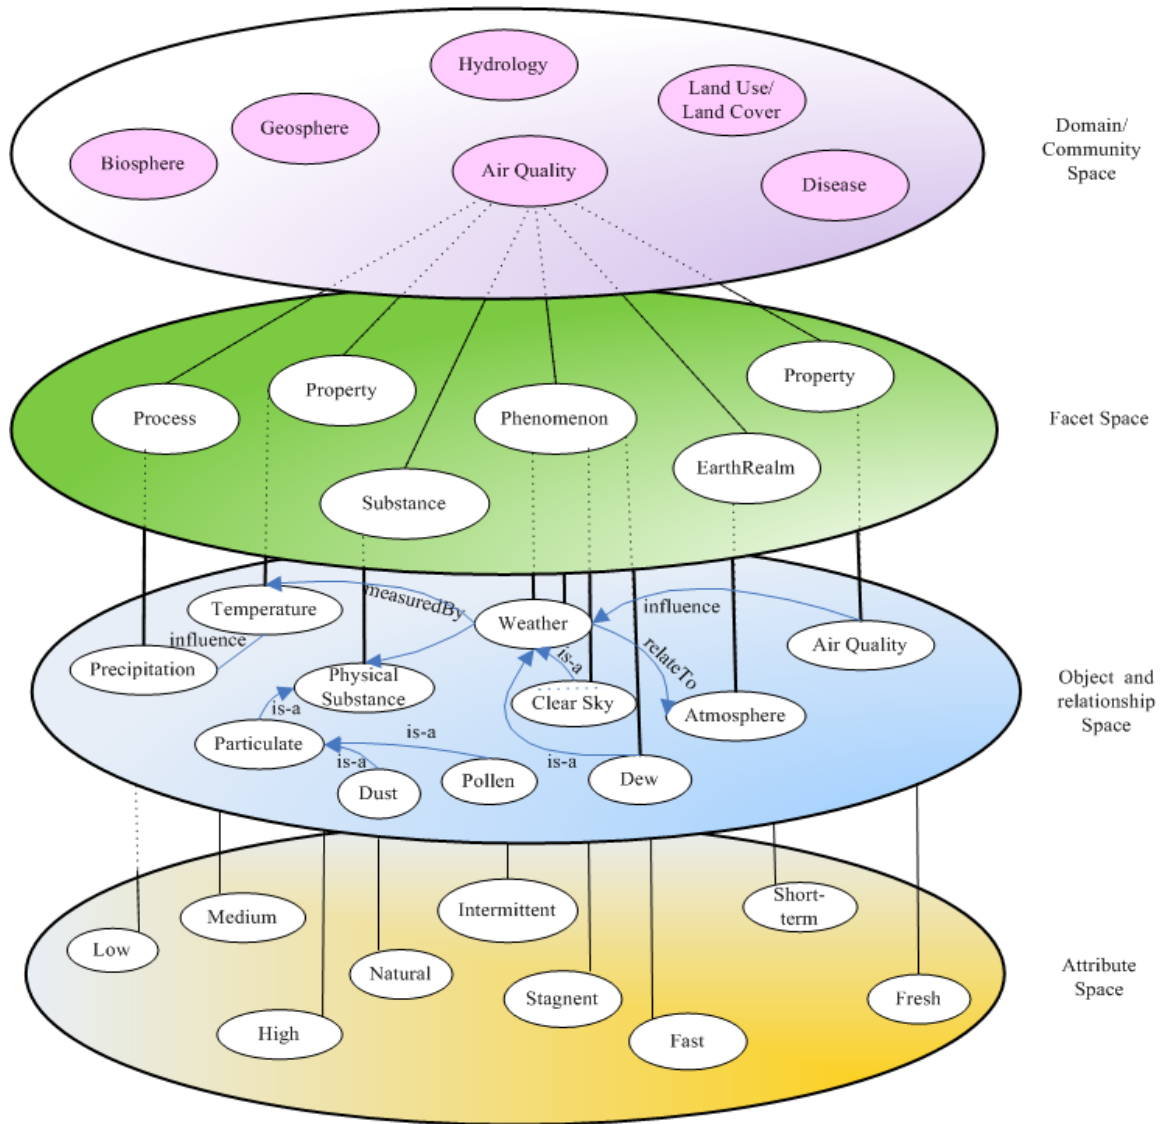 Hydrology
Land Use/
Land Cover
Geosphere
Biosphere
Air Quality
Disease
Domain/
Community
Space
Process
Property
Phenomenon
Property
Substance
EarthRealm
Facet Space
Temperature
measuredBy
Weather
influence
Air Quality
influence
Precipitation
Physical
Substance
is-a
relateTo
Clear Sky
Atmosphere
is-a
Particulate
is-a
is-a
is-a
Dust
Pollen
Dew
Object and
relationship
Space
Low
Medium
Intermittent
Short-
term
Natural
Stagnent
Fresh
High
Fast
Attribute
Space